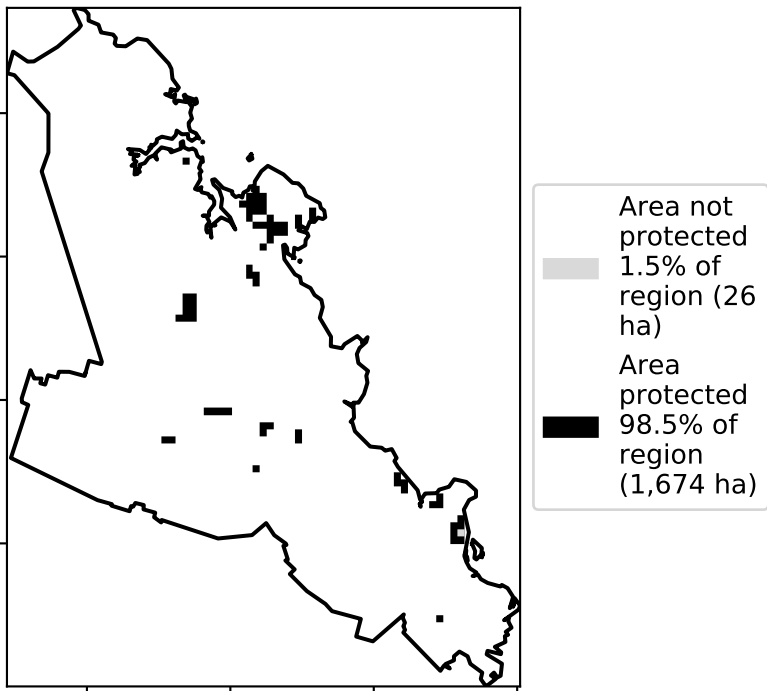 Area not
protected
1.5% of
region (26
ha)
Area
protected
98.5% of
region
(1,674 ha)